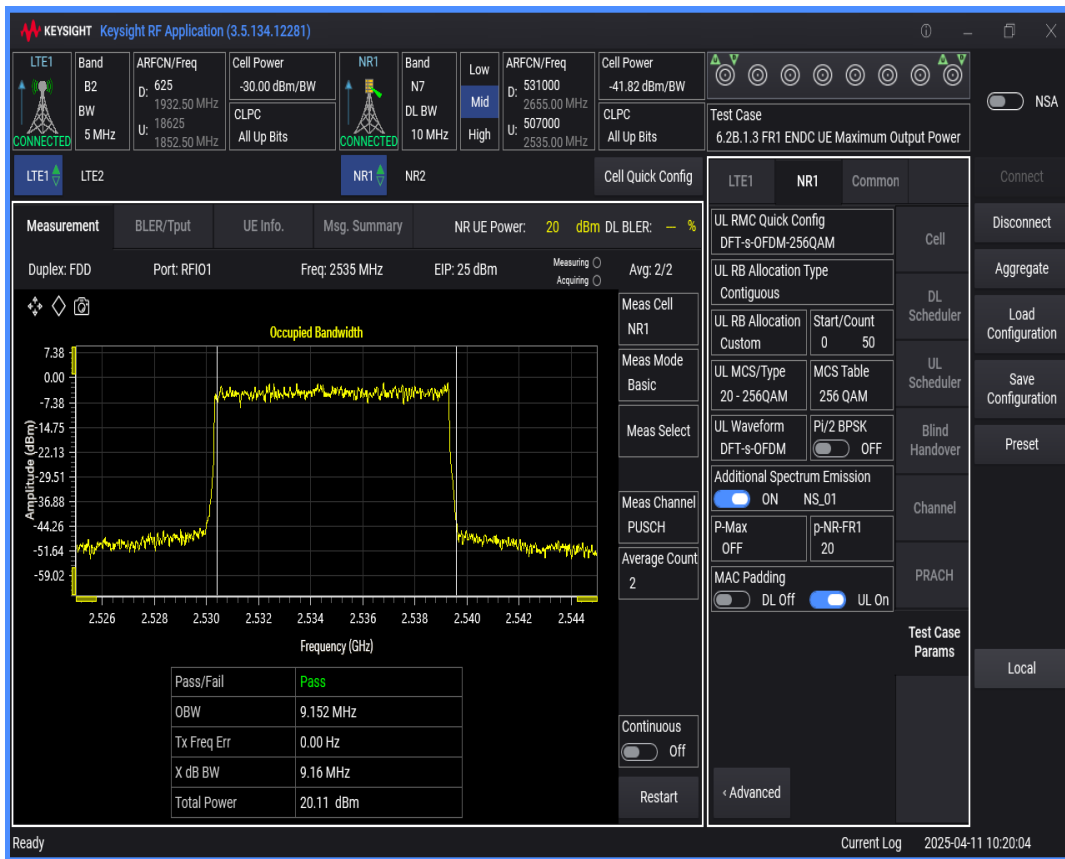 KEYSIGHT Keysight RF Application (3.5.134.12281)
LTE1
CONNECTED
Band
B2
BW
5 MHz
ARFCN/Freq
D: 625
1932.50 MHz
U: 18625
1852.50 MHz
Cell Power
-30.00 dBm/BW
CLPC
All Up Bits
NR1
CONNECTED
Band
N7
DL BW
10 MHz
Low
Mid
High
ARFCN/Freq
D: 531000
2655.00 MHz
U: 507000
2535.00 MHz
Cell Power
-41.82 dBm/BW
CLPC
All Up Bits
Test Case
6.2B.1.3 FR1 ENDC UE Maximum Output Power
NSA
LTE1 LTE2 NR1 NR2 Cell Quick Config
Measurement BLER/Tput UE Info. Msg. Summary NR UE Power: 20 dBm DL BLER: — %
Duplex: FDD Port: RFIO1 Freq: 2535 MHz EIP: 25 dBm Measuring Acquiring Avg: 2/2
Occupied Bandwidth
7.38
0.00
-7.38
-14.75
-22.13
-29.51
-36.88
-44.26
-51.64
-59.02
Amplitude (dBm)
2.526 2.528 2.530 2.532 2.534 2.536 2.538 2.540 2.542 2.544
Frequency (GHz)
Pass/Fail Pass
OBW 9.152 MHz
Tx Freq Err 0.00 Hz
X dB BW 9.16 MHz
Total Power 20.11 dBm
Meas Cell
NR1
Meas Mode
Basic
Meas Select
Meas Channel
PUSCH
Average Count
2
Continuous
Off
Restart
LTE1 NR1 Common
UL RMC Quick Config
DFT-s-OFDM-256QAM
UL RB Allocation Type
Contiguous
UL RB Allocation
Custom
Start/Count
0 50
UL MCS/Type
20 - 256QAM
MCS Table
256 QAM
UL Waveform
DFT-s-OFDM
Pi/2 BPSK
OFF
Additional Spectrum Emission
ON NS_01
P-Max
OFF
p-NR-FR1
20
MAC Padding
DL Off UL On
‹ Advanced
Cell
DL
Scheduler
UL
Scheduler
Blind
Handover
Channel
PRACH
Test Case
Params
Connect
Disconnect
Aggregate
Load
Configuration
Save
Configuration
Preset
Local
Ready Current Log 2025-04-11 10:20:04